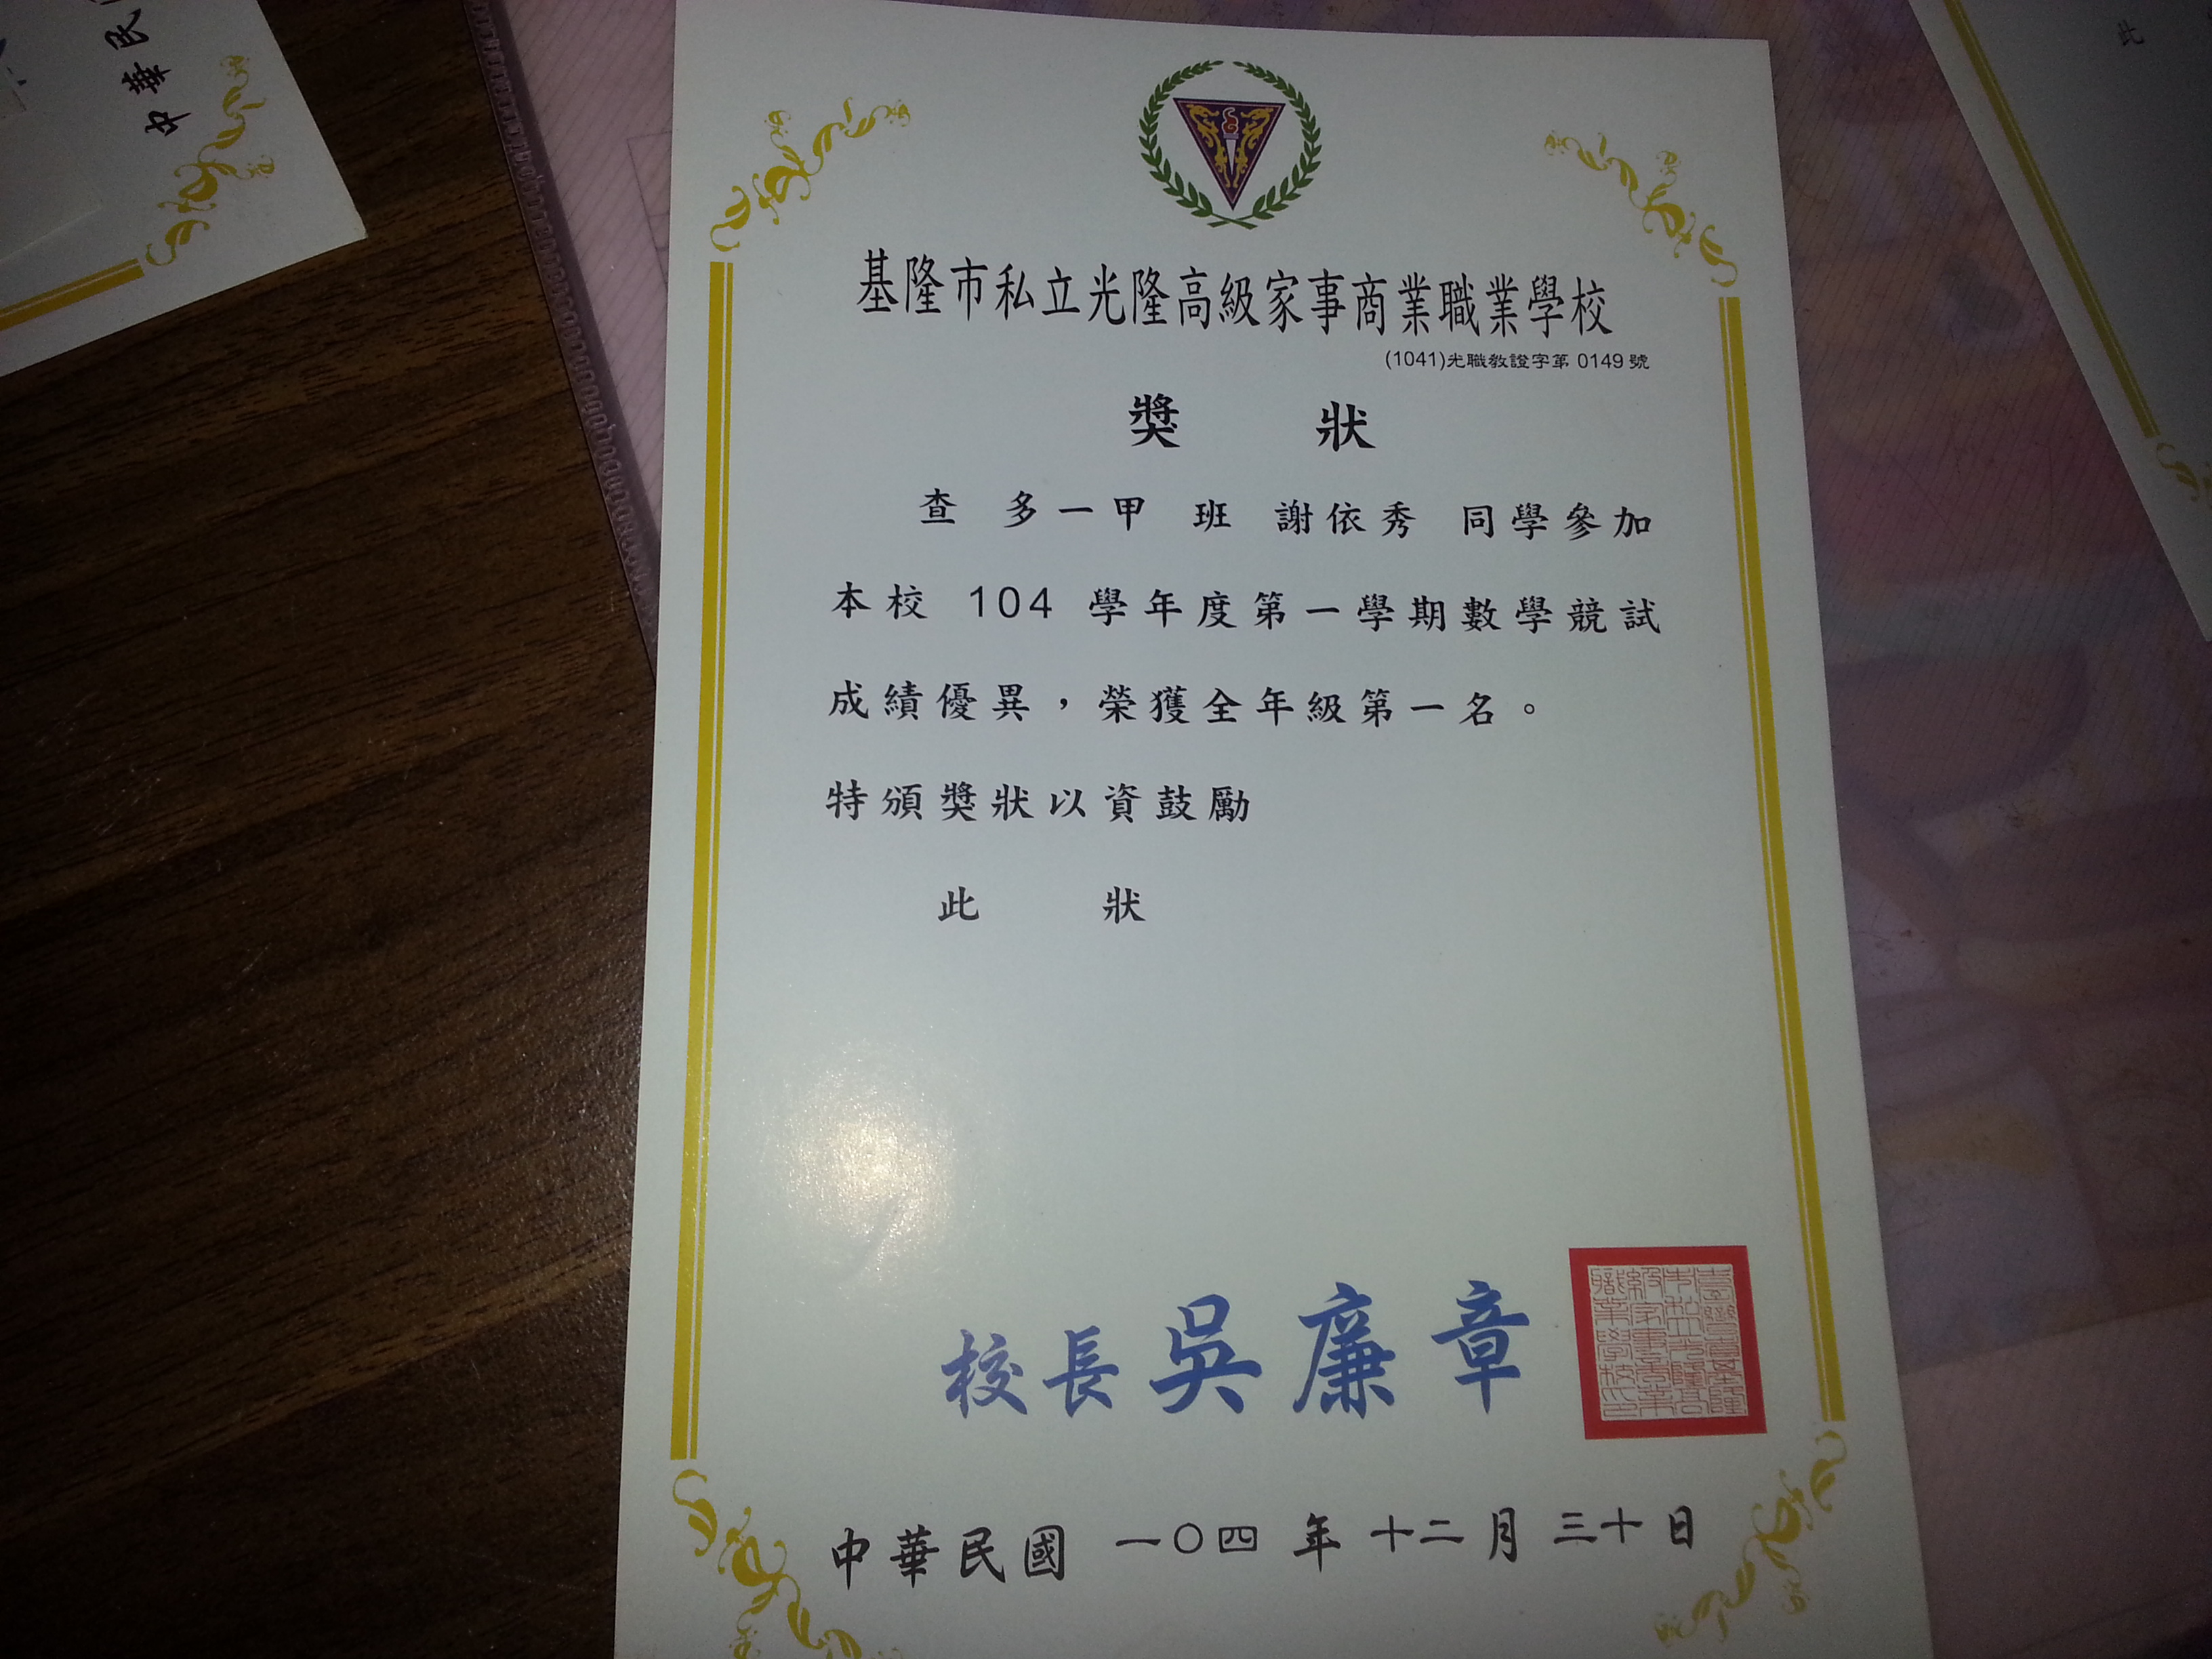 基隆市私立光隆高級家事商業職業學校
(1041)光職教證字第 0149 號
獎 狀
查 多一甲 班 謝依秀 同學參加
本校 104 學年度第一學期數學競試
成績優異，榮獲全年級第一名。
特頒獎狀以資鼓勵
此 狀
校長吳廉章
中華民國 一〇四 年 十二 月 三十 日
中華民
此